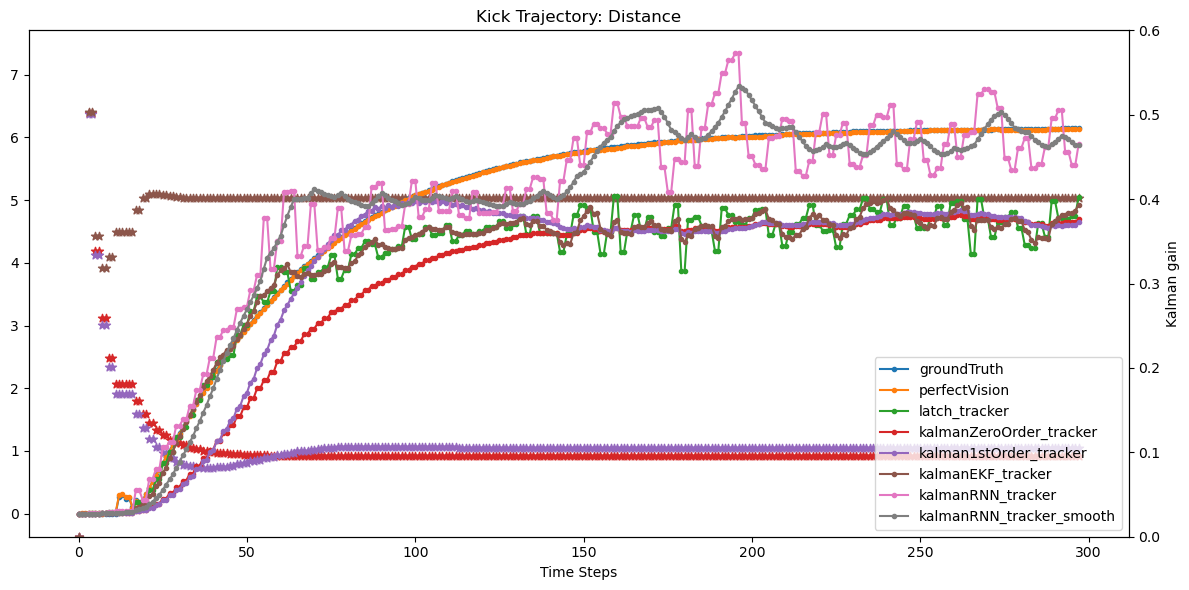 Kick Trajectory: Distance
7
6
5
4
3
2
1
0
0.6
0.5
0.4
0.3
0.2
0.1
0.0
Kalman gain
groundTruth
perfectVision
latch_tracker
kalmanZeroOrder_tracker
kalman1stOrder_tracker
kalmanEKF_tracker
kalmanRNN_tracker
kalmanRNN_tracker_smooth
0 50 100 150 200 250 300
Time Steps